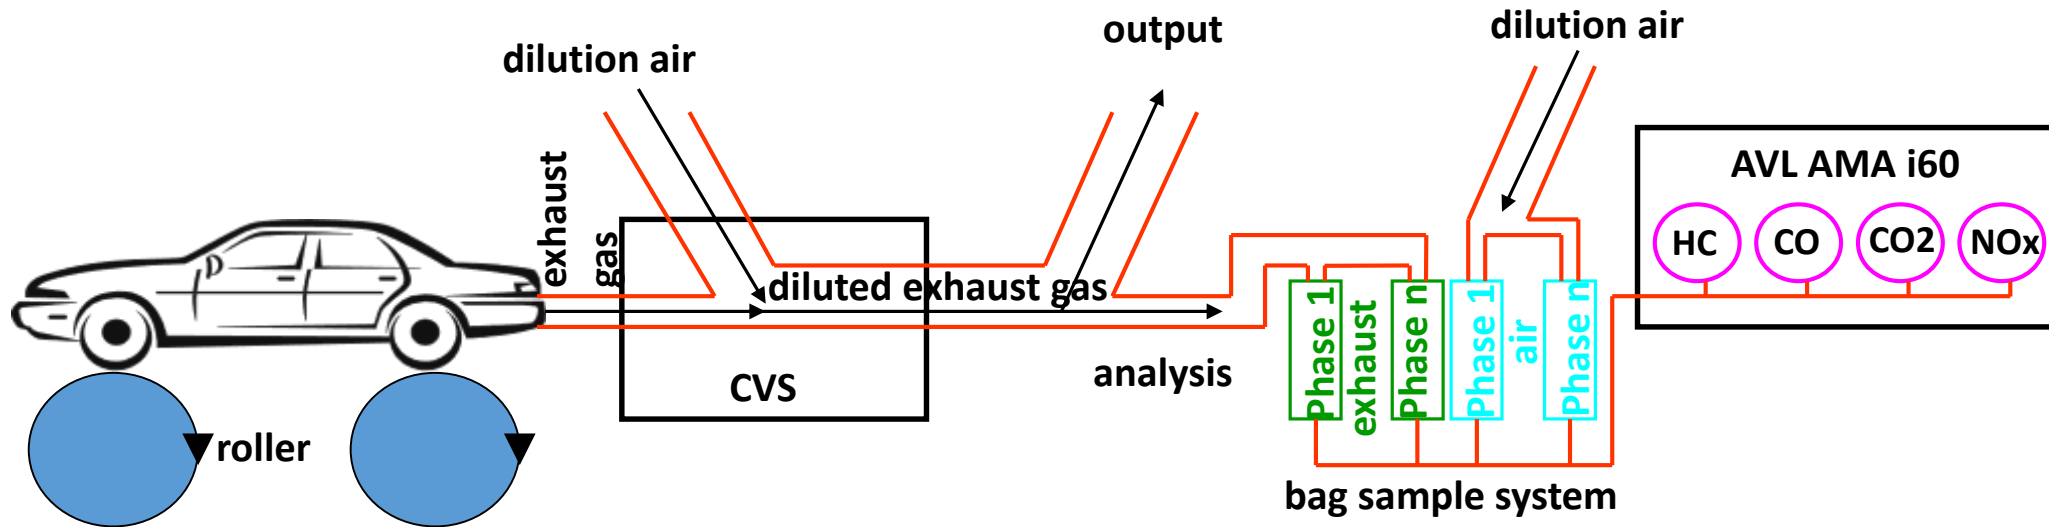 dilution air
output
dilution air
exhaust
gas
AVL AMA i60
HC
CO
CO2
NOx
diluted exhaust gas
CVS
analysis
Phase 1
exhaust
Phase n
Phase 1
air
Phase n
roller
bag sample system